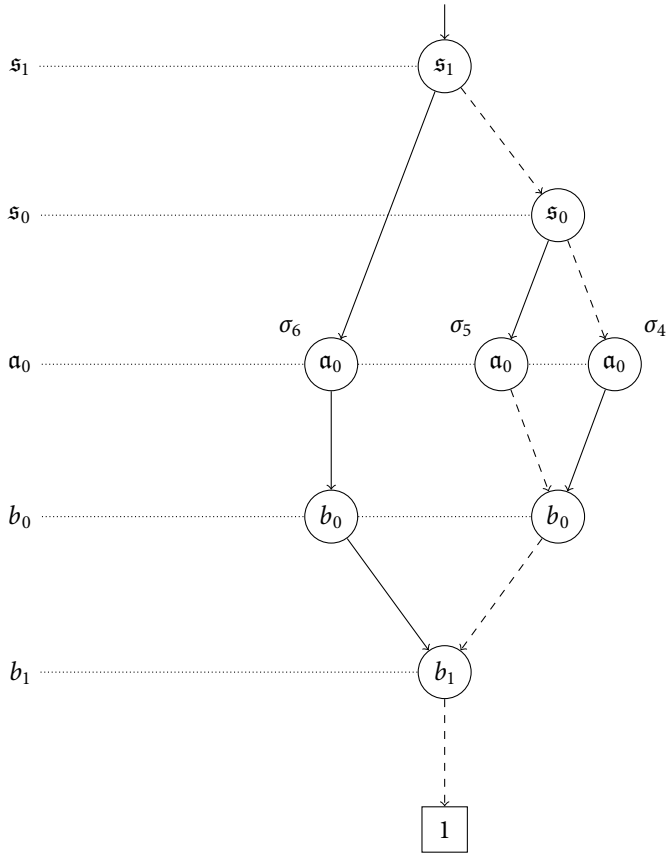 𝔰₁ 𝔰₁
𝔰₀ 𝔰₀
σ₆ σ₅ σ₄
𝔞₀ 𝔞₀ 𝔞₀ 𝔞₀
b₀ b₀ b₀
b₁ b₁
1